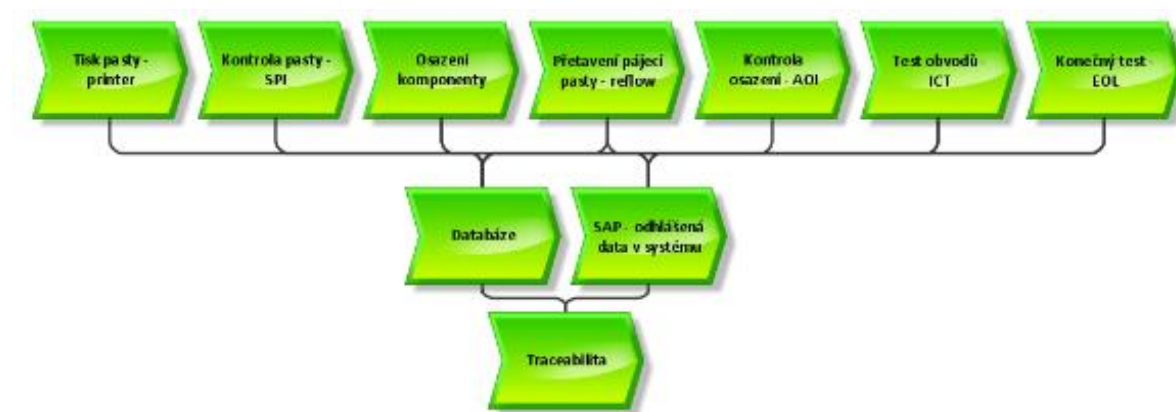 Tisk pasty -
printer
Kontrola pasty -
SPI
Osazení
komponenty
Přetavení pájecí
pasty - reflow
Kontrola
osazení - AOI
Test obvodů -
ICT
Konečný test -
EOL
Databáze
SAP - odhlášená
data v systému
Traceabilita